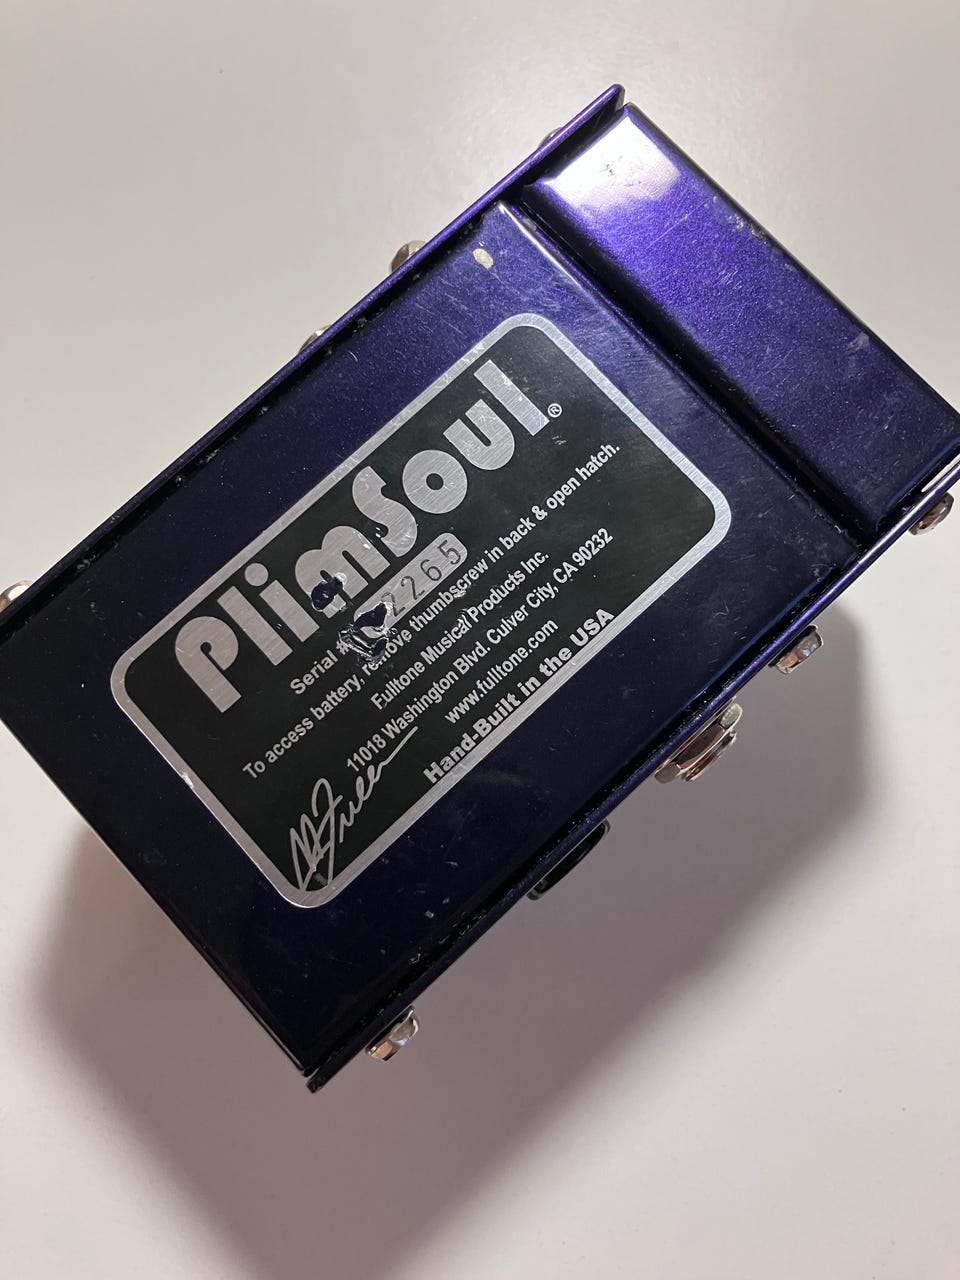 PlimSoul®
Serial # 2265
To access battery, remove thumbscrew in back & open hatch.
Fulltone Musical Products Inc.
11018 Washington Blvd. Culver City, CA 90232
www.fulltone.com
Hand-Built in the USA